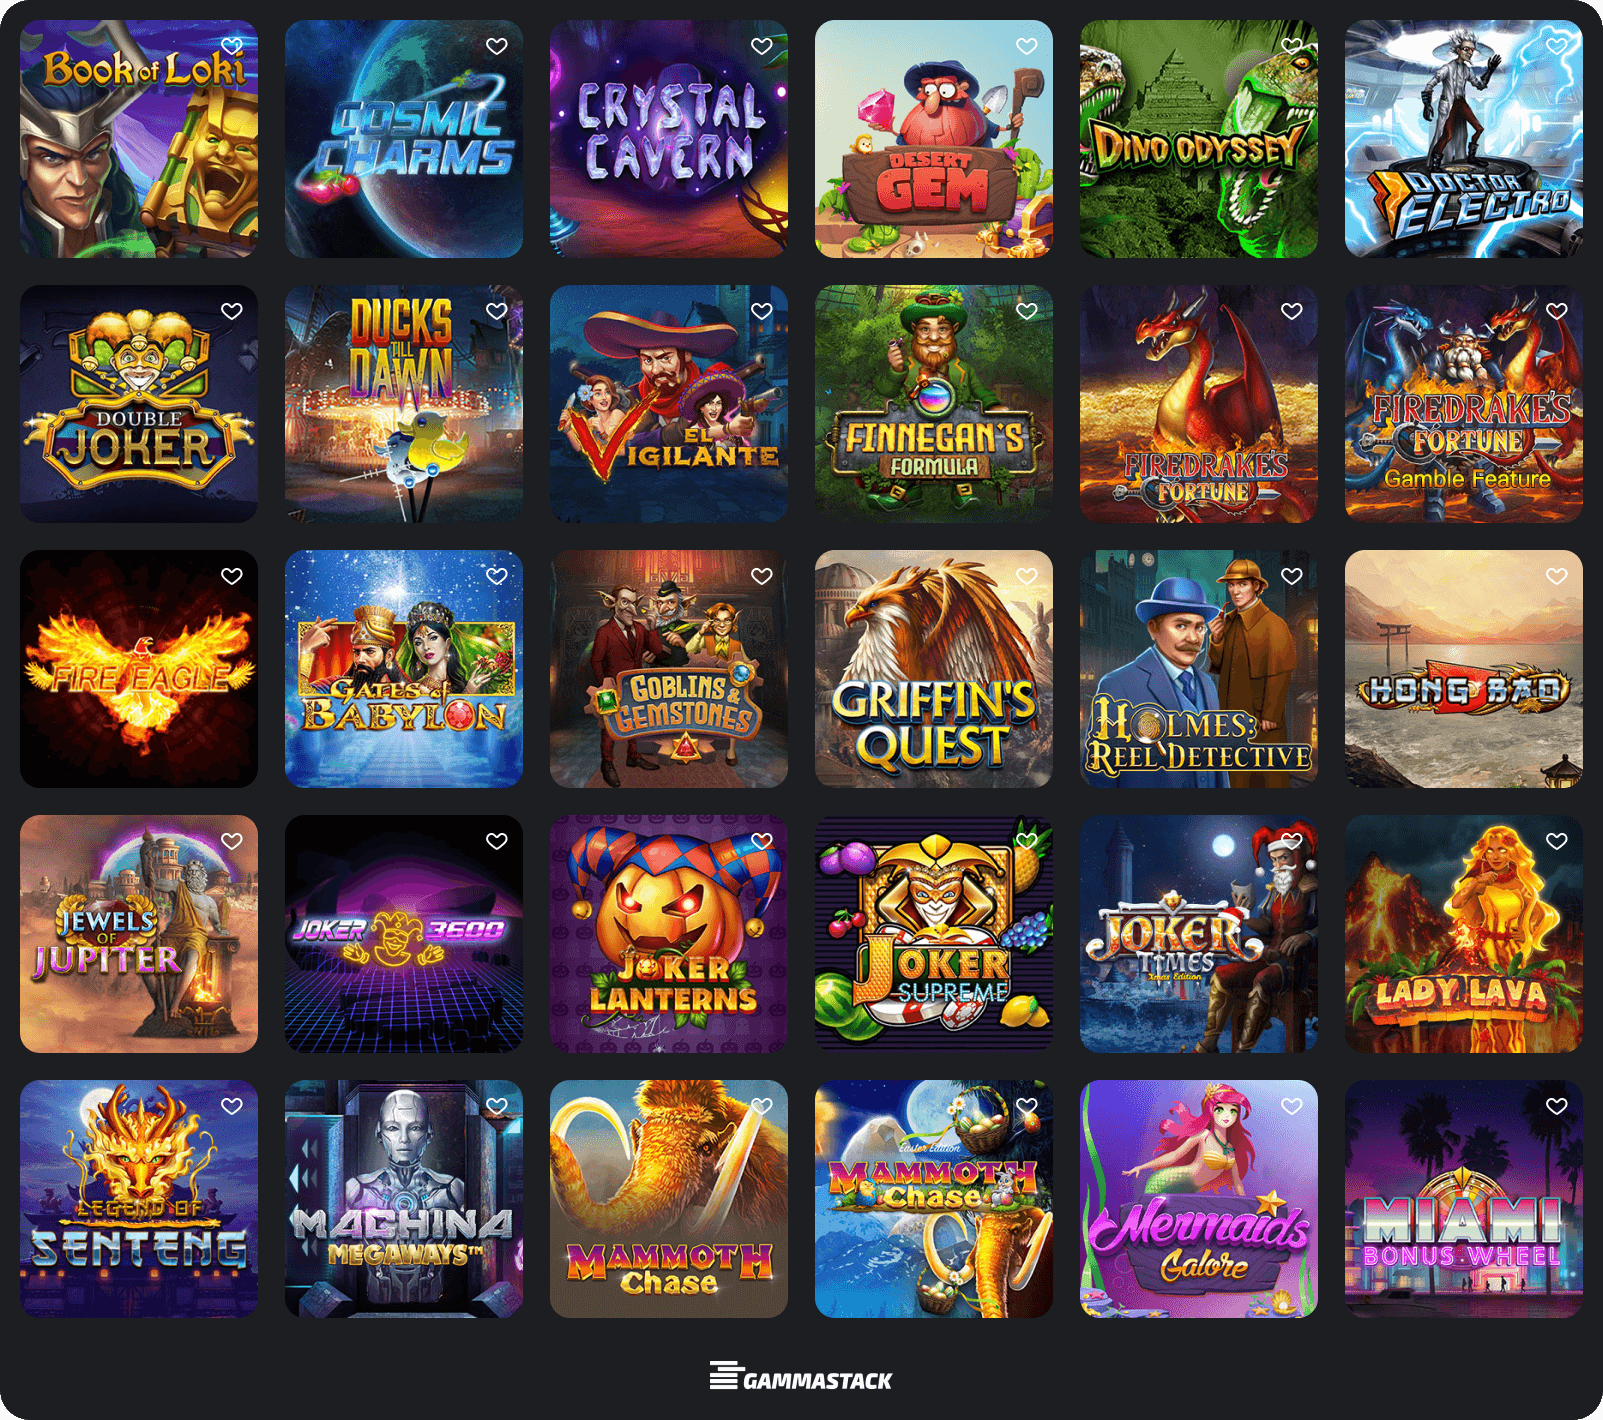 Book of Loki
COSMIC
CHARMS
CRYSTAL
CAVERN
DESERT
GEM
DINO ODYSSEY
DOCTOR
ELECTRO
DOUBLE
JOKER
DUCKS
TILL
DAWN
EL
VIGILANTE
FINNEGAN'S
FORMULA
FIREDRAKE'S
FORTUNE
FIREDRAKE'S
FORTUNE
Gamble Feature
FIRE EAGLE
GATES of
BABYLON
GOBLINS &
GEMSTONES
GRIFFIN'S
QUEST
HOLMES:
REEL DETECTIVE
HONG BAO
JEWELS
OF
JUPITER
JOKER 3600
JOKER
LANTERNS
JOKER
SUPREME
JOKER
TIMES
Xmas Edition
LADY LAVA
LEGEND OF
SENTENG
MACHINA
MEGAWAYS™
MAMMOTH
Chase
Easter Edition
MAMMOTH
Chase
Mermaids
Galore
MIAMI
BONUS WHEEL
GAMMASTACK